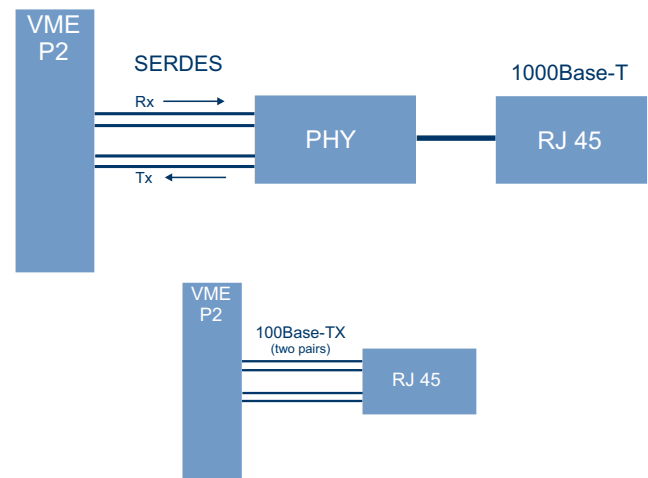 VME
P2
SERDES
1000Base-T
Rx
PHY
RJ 45
Tx
VME
P2
100Base-TX
(two pairs)
RJ 45